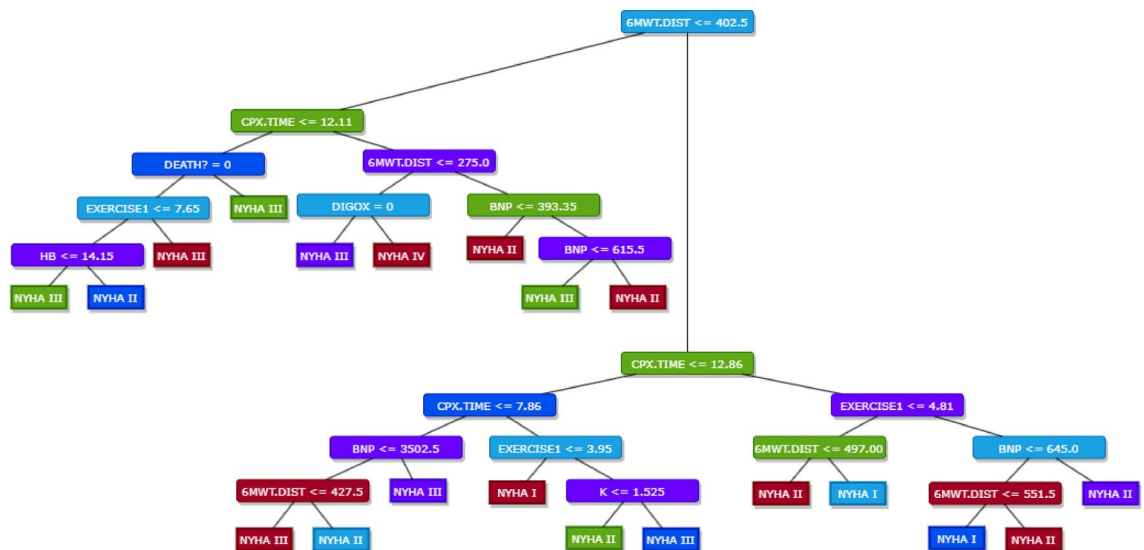 6MWT.DIST <= 402.5
CPX.TIME <= 12.11
DEATH? = 0
6MWT.DIST <= 275.0
EXERCISE1 <= 7.65
NYHA III
DIGOX = 0
BNP <= 393.35
HB <= 14.15
NYHA III
NYHA III
NYHA IV
NYHA II
BNP <= 615.5
NYHA III
NYHA II
NYHA III
NYHA II
CPX.TIME <= 12.86
CPX.TIME <= 7.86
EXERCISE1 <= 4.81
BNP <= 3502.5
EXERCISE1 <= 3.95
6MWT.DIST <= 497.00
BNP <= 645.0
6MWT.DIST <= 427.5
NYHA III
NYHA I
K <= 1.525
NYHA II
NYHA I
6MWT.DIST <= 551.5
NYHA II
NYHA III
NYHA II
NYHA II
NYHA III
NYHA I
NYHA II